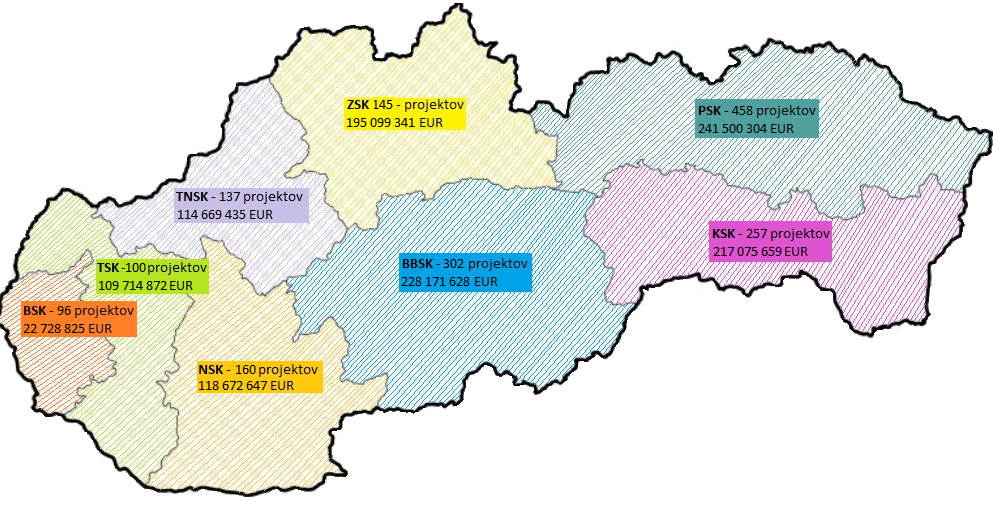 ZSK 145 - projektov
195 099 341 EUR
PSK - 458 projektov
241 500 304 EUR
TNSK - 137 projektov
114 669 435 EUR
KSK - 257 projektov
217 075 659 EUR
BBSK - 302 projektov
228 171 628 EUR
TSK -100 projektov
109 714 872 EUR
BSK - 96 projektov
22 728 825 EUR
NSK - 160 projektov
118 672 647 EUR